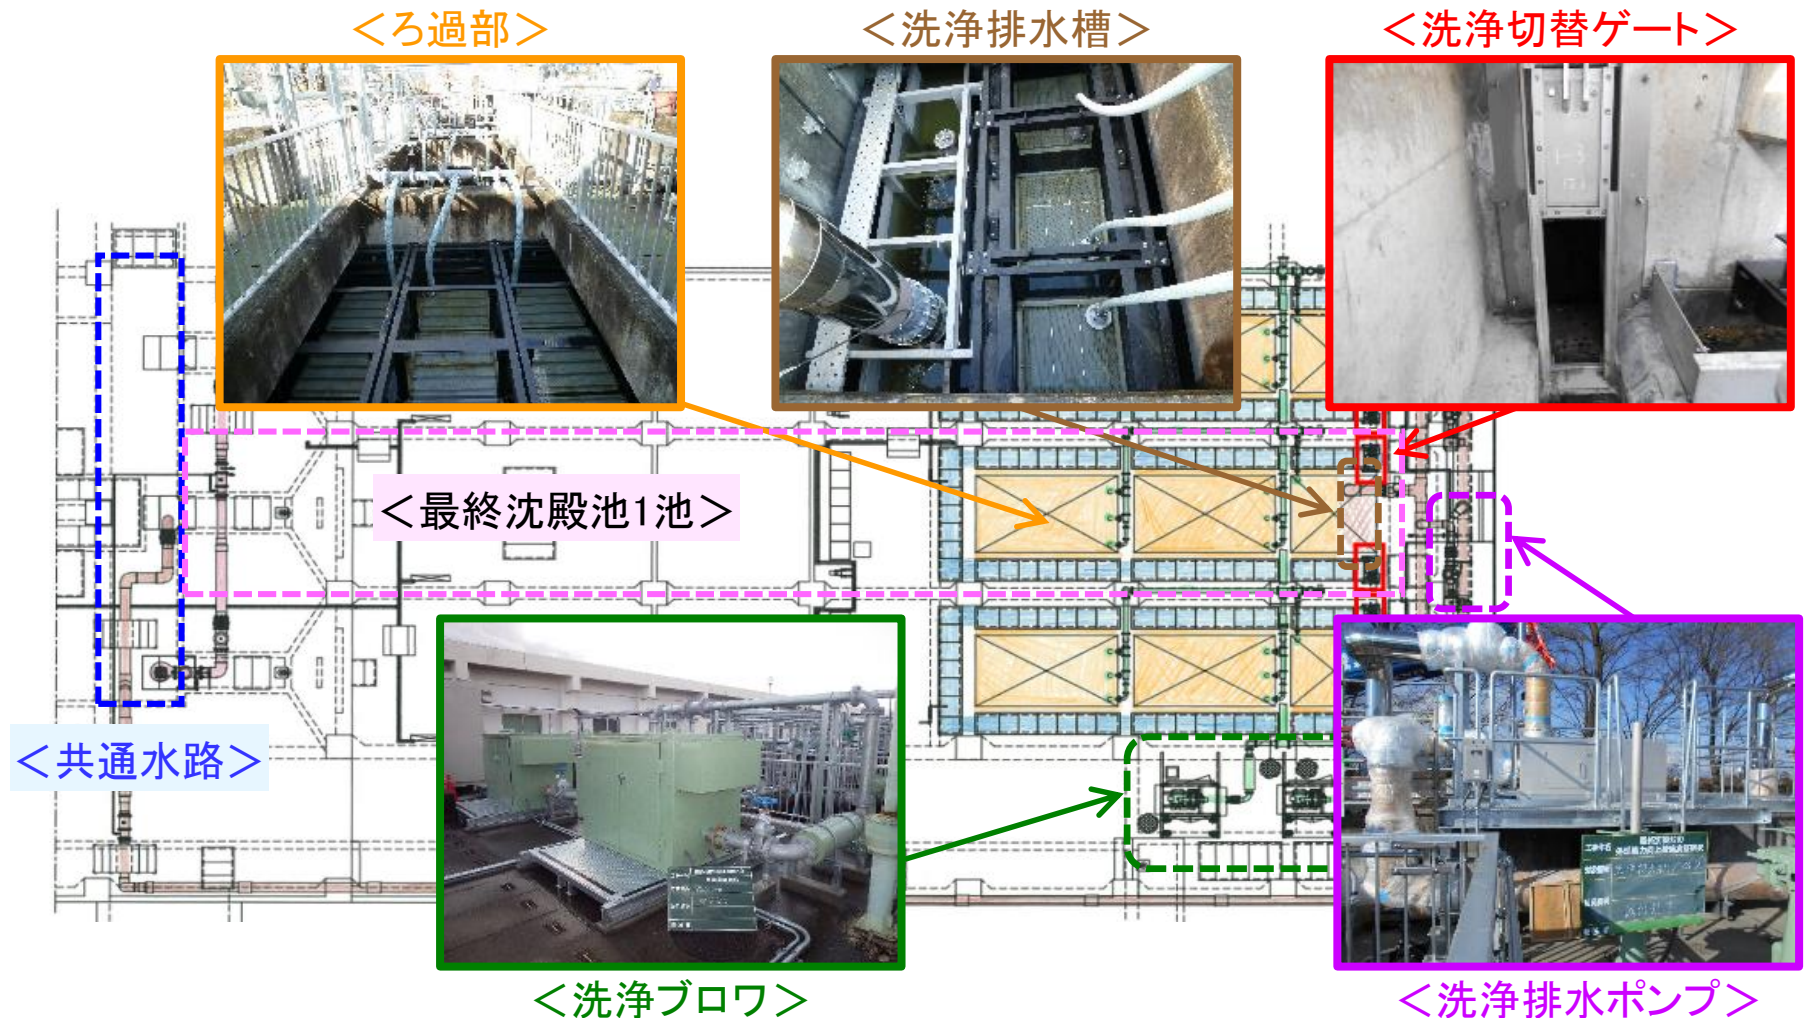 ＜ろ過部＞
＜洗浄排水槽＞
＜洗浄切替ゲート＞
＜最終沈殿池1池＞
＜共通水路＞
＜洗浄ブロワ＞
＜洗浄排水ポンプ＞